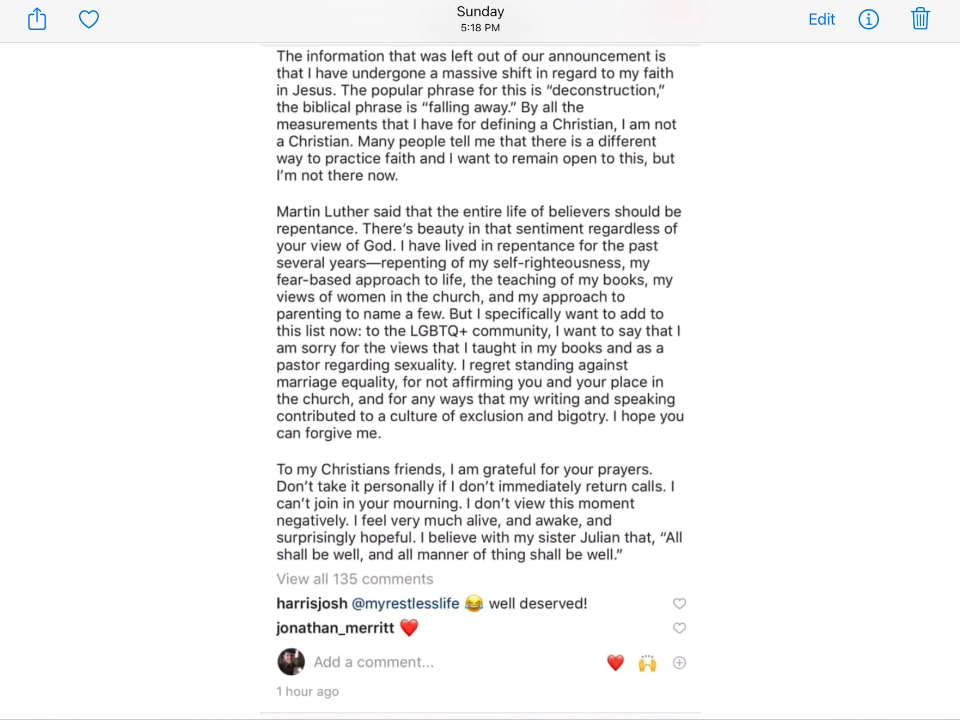 Sunday
5:18 PM
Edit
The information that was left out of our announcement is
that I have undergone a massive shift in regard to my faith
in Jesus. The popular phrase for this is “deconstruction,”
the biblical phrase is “falling away.” By all the
measurements that I have for defining a Christian, I am not
a Christian. Many people tell me that there is a different
way to practice faith and I want to remain open to this, but
I’m not there now.
Martin Luther said that the entire life of believers should be
repentance. There’s beauty in that sentiment regardless of
your view of God. I have lived in repentance for the past
several years—repenting of my self-righteousness, my
fear-based approach to life, the teaching of my books, my
views of women in the church, and my approach to
parenting to name a few. But I specifically want to add to
this list now: to the LGBTQ+ community, I want to say that I
am sorry for the views that I taught in my books and as a
pastor regarding sexuality. I regret standing against
marriage equality, for not affirming you and your place in
the church, and for any ways that my writing and speaking
contributed to a culture of exclusion and bigotry. I hope you
can forgive me.
To my Christians friends, I am grateful for your prayers.
Don’t take it personally if I don’t immediately return calls. I
can’t join in your mourning. I don’t view this moment
negatively. I feel very much alive, and awake, and
surprisingly hopeful. I believe with my sister Julian that, “All
shall be well, and all manner of thing shall be well.”
View all 135 comments
harrisjosh @myrestlesslife 😂 well deserved!
jonathan_merritt ❤️
Add a comment...
1 hour ago